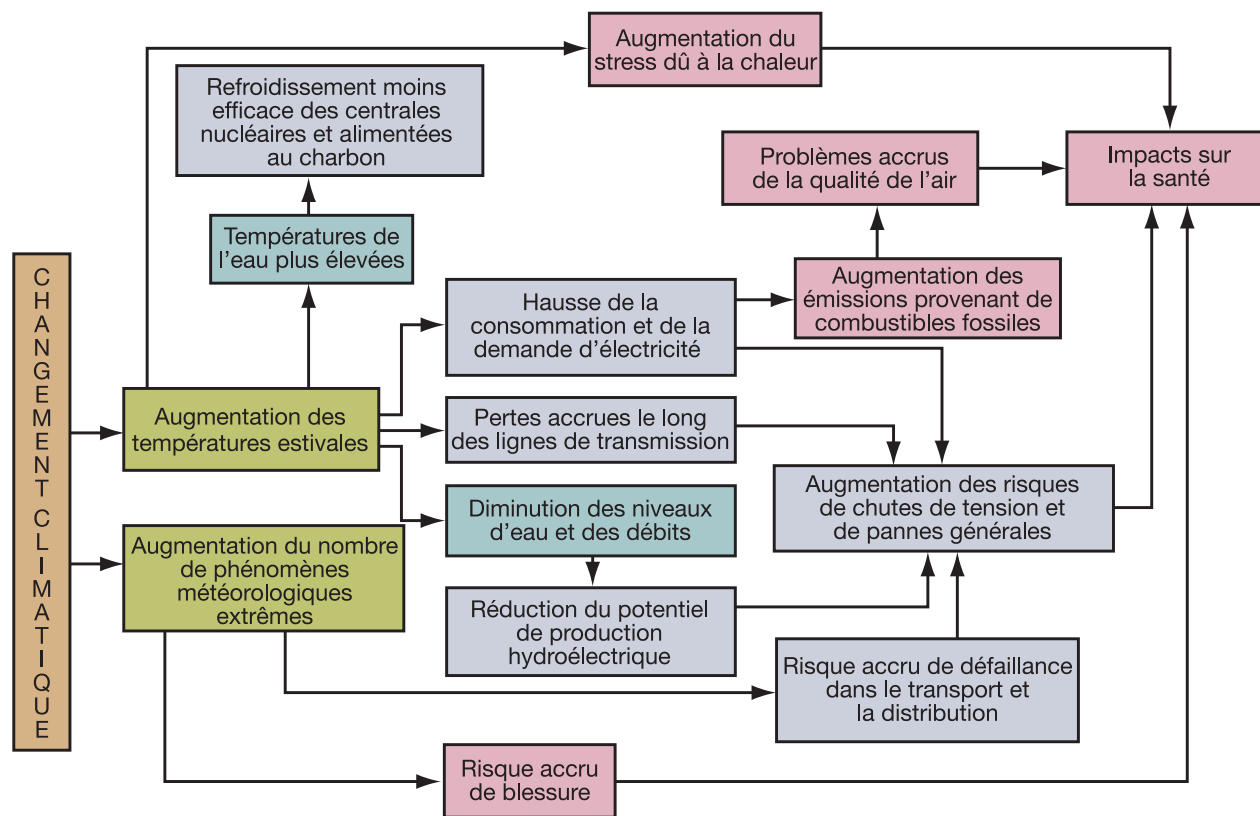 Augmentation du
stress dû à la chaleur
Refroidissement moins
efficace des centrales
nucléaires et alimentées
au charbon
Problèmes accrus
de la qualité de l'air
Impacts sur
la santé
Températures de
l'eau plus élevées
CHANGEMENT CLIMATIQUE
Hausse de la
consommation et de la
demande d'électricité
Augmentation des
émissions provenant de
combustibles fossiles
Augmentation des
températures estivales
Pertes accrues le long
des lignes de transmission
Augmentation des risques
de chutes de tension et
de pannes générales
Diminution des niveaux
d'eau et des débits
Augmentation du nombre
de phénomènes
météorologiques
extrêmes
Réduction du potentiel
de production
hydroélectrique
Risque accru de défaillance
dans le transport et
la distribution
Risque accru
de blessure